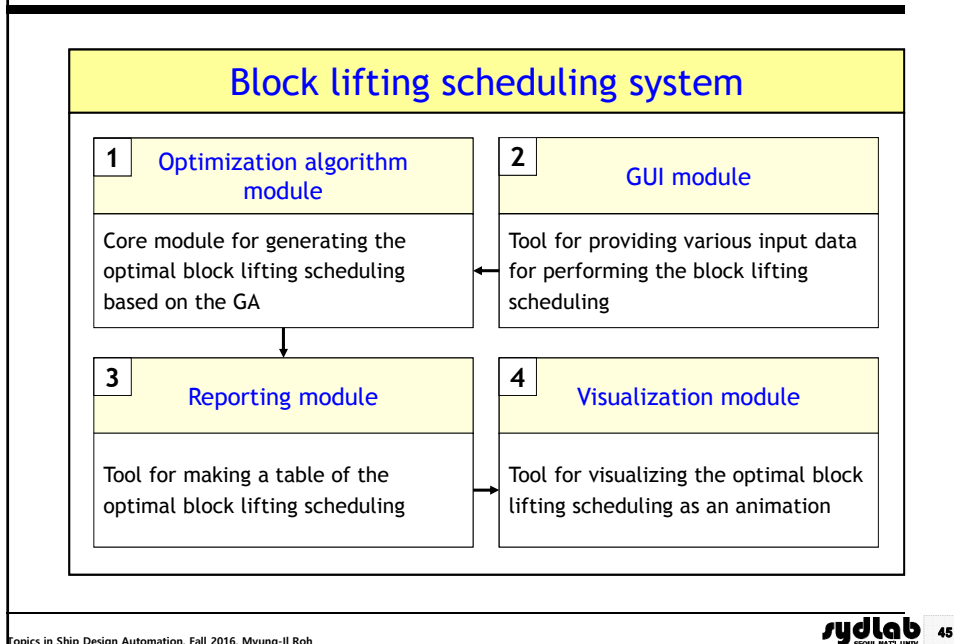 Block lifting scheduling system
1
Optimization algorithm
module
Core module for generating the
optimal block lifting scheduling
based on the GA
2
GUI module
Tool for providing various input data
for performing the block lifting
scheduling
3
Reporting module
Tool for making a table of the
optimal block lifting scheduling
4
Visualization module
Tool for visualizing the optimal block
lifting scheduling as an animation
Topics in Ship Design Automation, Fall 2016, Myung-Il Roh
sydlab
SEOUL NAT'L UNIV.
45